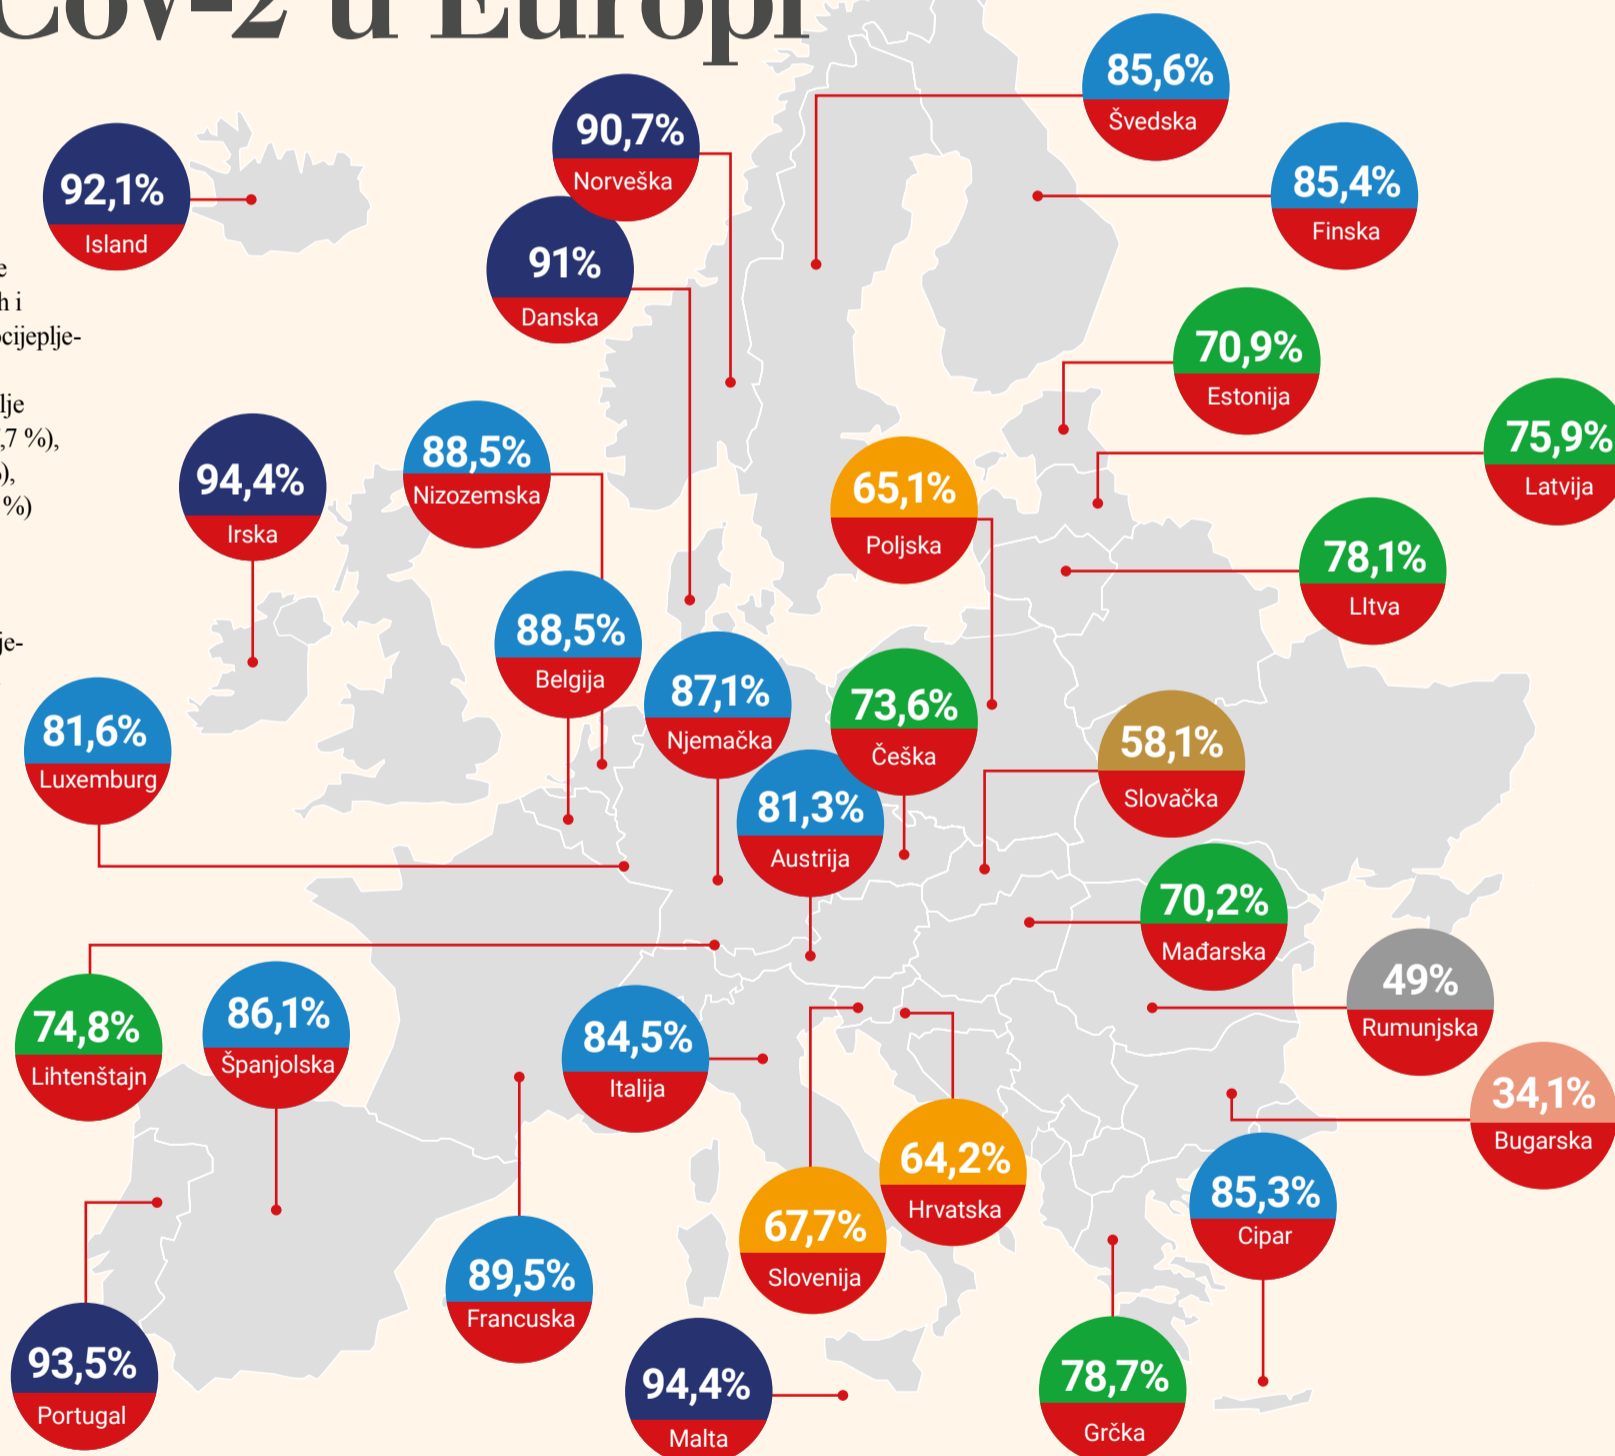 CoV-2 u Europi
85,6%
Švedska
90,7%
Norveška
92,1%
Island
85,4%
Finska
91%
Danska
h i
cijeplje-
70,9%
Estonija
lje
,7 %),
),
%)
75,9%
Latvija
88,5%
Nizozemska
94,4%
Irska
65,1%
Poljska
78,1%
LItva
je-
88,5%
Belgija
87,1%
Njemačka
73,6%
Češka
81,6%
Luxemburg
58,1%
Slovačka
81,3%
Austrija
70,2%
Mađarska
49%
Rumunjska
74,8%
Lihtenštajn
86,1%
Španjolska
84,5%
Italija
34,1%
Bugarska
64,2%
Hrvatska
85,3%
Cipar
67,7%
Slovenija
89,5%
Francuska
93,5%
Portugal
94,4%
Malta
78,7%
Grčka